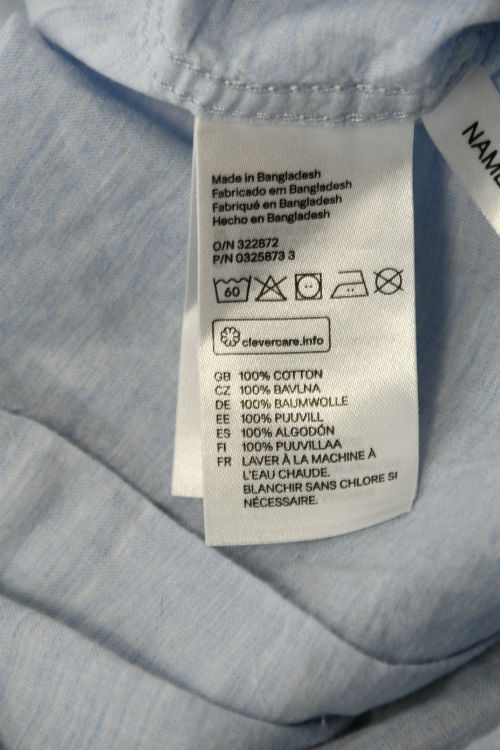 Made in Bangladesh
Fabricado em Bangladesh
Fabriqué en Bangladesh
Hecho en Bangladesh
O/N 322872
P/N 0325873 3
60
clevercare.info
GB 100% COTTON
CZ 100% BAVLNA
DE 100% BAUMWOLLE
EE 100% PUUVILL
ES 100% ALGODÓN
FI 100% PUUVILLAA
FR LAVER À LA MACHINE À
L'EAU CHAUDE.
BLANCHIR SANS CHLORE SI
NÉCESSAIRE.
NAME